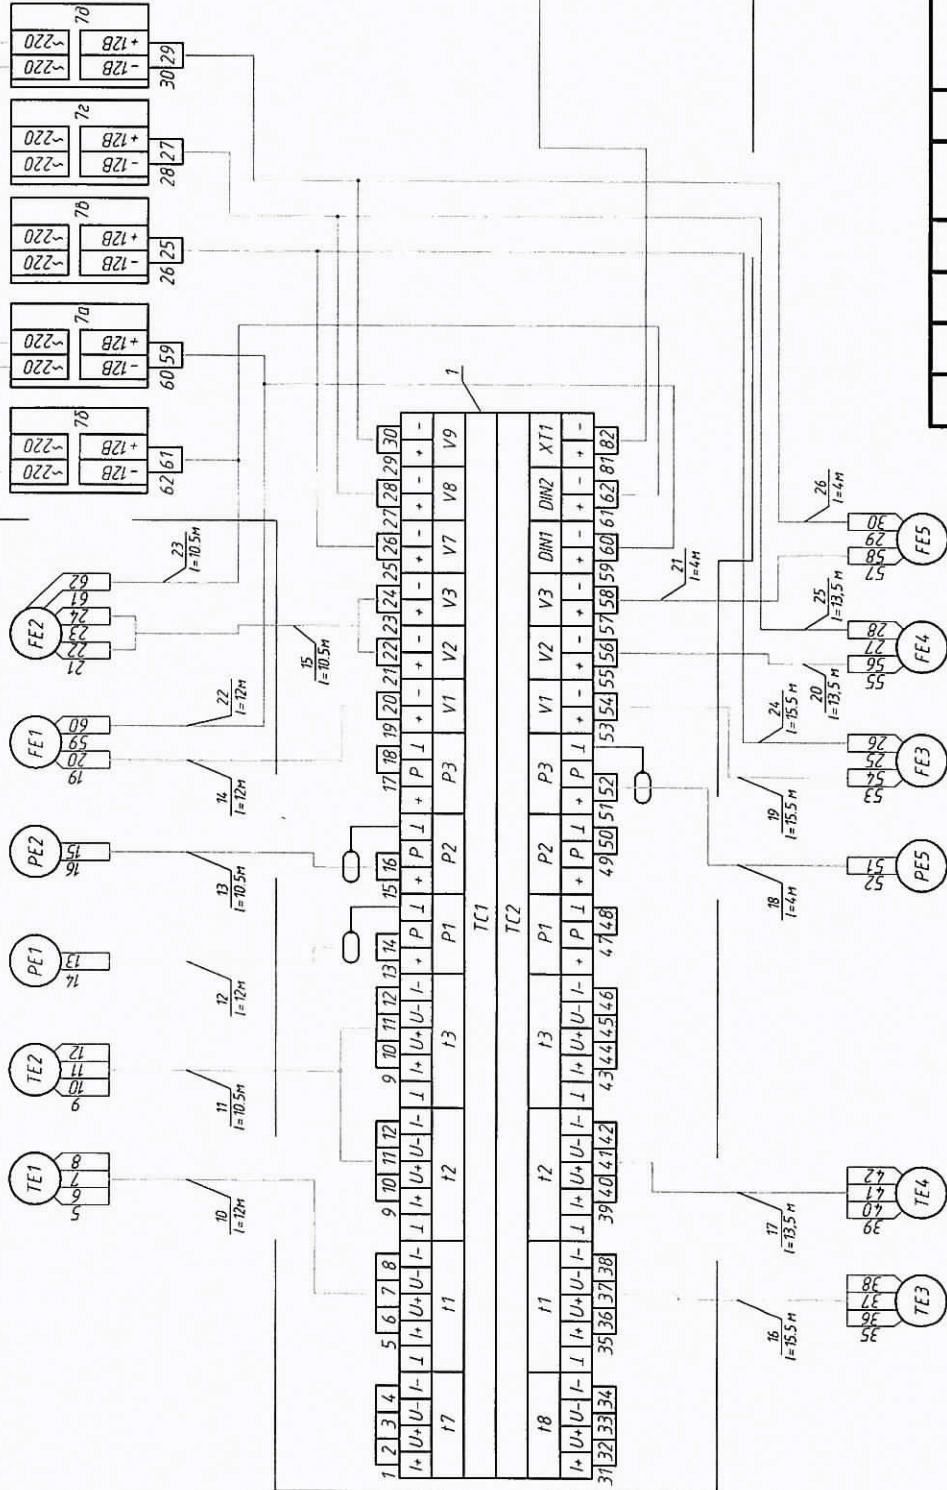 7д
~220 +12В
~220 -12В
30 29
7г
~220 +12В
~220 -12В
28 27
7в
~220 +12В
~220 -12В
26 25
7а
~220 +12В
~220 -12В
60 59
7б
~220 +12В
~220 -12В
62 61
TE1
5 6 7 8
TE2
9 10 11 12
PE1
14 13
PE2
16 15
FE1
19 20 59 60
FE2
21 22 23 24 61 62
10
l=12м
11
l=10.5м
12
l=12м
13
l=10.5м
14
l=12м
22
l=12м
15
l=10.5м
23
l=10.5м
1
1 2 3 4 5 6 7 8 9 10 11 12 9 10 11 12 13 14 15 16 17 18 19 20 21 22 23 24 25 26 27 28 29 30
I+ U+ U- I- ⊥ I+ U+ U- I- ⊥ I+ U+ U- I- ⊥ I+ U+ U- I- + P ⊥ + P ⊥ + P ⊥ + - + - + - + - + - + -
t7 t1 t2 t3 P1 P2 P3 V1 V2 V3 V7 V8 V9
TC1
TC2
t8 t1 t2 t3 P1 P2 P3 V1 V2 V3 DIN1 DIN2 XT1
I+ U+ U- I- ⊥ I+ U+ U- I- ⊥ I+ U+ U- I- ⊥ I+ U+ U- I- + P ⊥ + P ⊥ + P ⊥ + - + - + - + - + - + -
31 32 33 34 35 36 37 38 39 40 41 42 43 44 45 46 47 48 49 50 51 52 53 54 55 56 57 58 59 60 61 62 81 82
16
l=15.5м
17
l=13,5м
18
l=4м
19
l=15.5 м
24
l=15.5 м
20
l=13,5 м
25
l=13,5 м
21
l=4м
26
l=4м
35 36 37 38
TE3
39 40 41 42
TE4
52 51
PE5
53 54 25 26
FE3
55 56 27 28
FE4
57 58 29 30
FE5